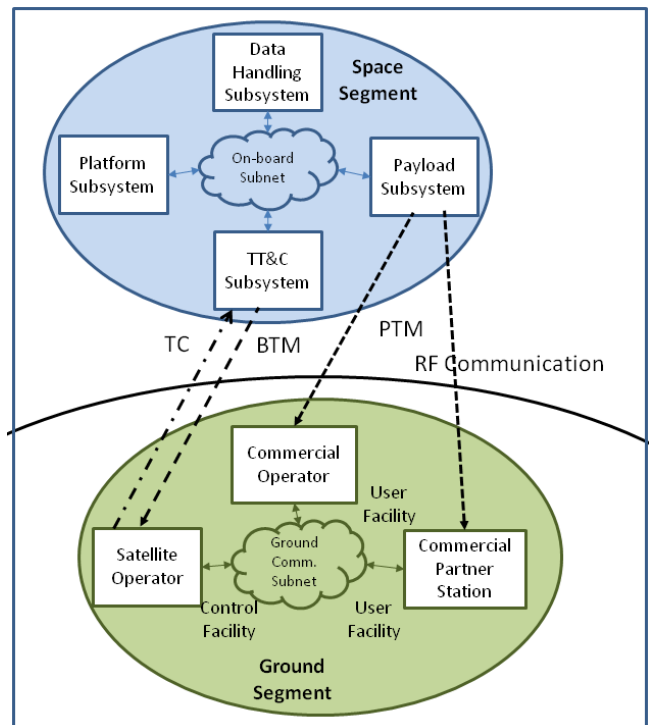 Data
Handling
Subsystem
Space
Segment
Platform
Subsystem
On-board
Subnet
Payload
Subsystem
TT&C
Subsystem
TC
BTM
PTM
RF Communication
Commercial
Operator
User
Facility
Satellite
Operator
Ground
Comm.
Subnet
Commercial
Partner
Station
Control
Facility
User
Facility
Ground
Segment